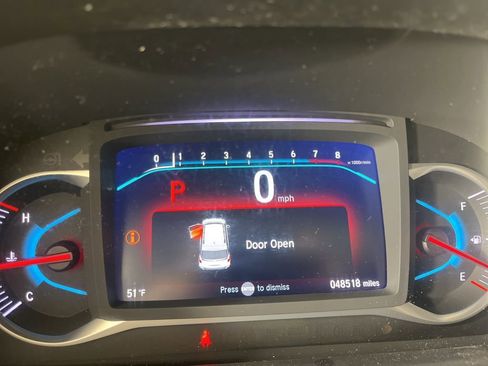 0 1 2 3 4 5 6 7 8 x1000r/min
P 0 mph
H
F
Door Open
C
E
51°F
Press ENTER to dismiss
048518 miles